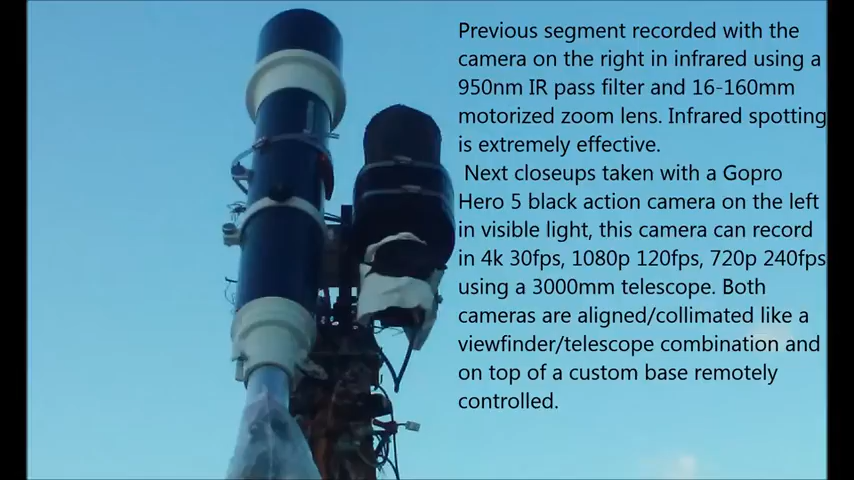 Previous segment recorded with the
camera on the right in infrared using a
950nm IR pass filter and 16-160mm
motorized zoom lens. Infrared spotting
is extremely effective.
Next closeups taken with a Gopro
Hero 5 black action camera on the left
in visible light, this camera can record
in 4k 30fps, 1080p 120fps, 720p 240fps
using a 3000mm telescope. Both
cameras are aligned/collimated like a
viewfinder/telescope combination and
on top of a custom base remotely
controlled.